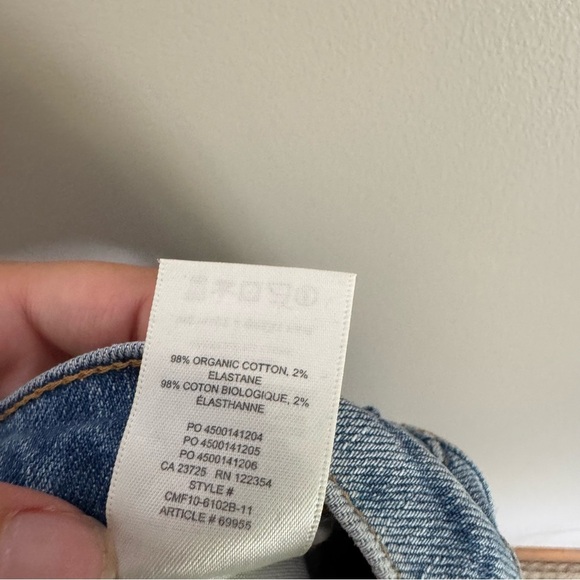 98% ORGANIC COTTON, 2%
ELASTANE
98% COTON BIOLOGIQUE, 2%
ÉLASTHANNE
PO 4500141204
PO 4500141205
PO 4500141206
CA 23725 RN 122354
STYLE #
CMF10-6102B-11
ARTICLE # 69955